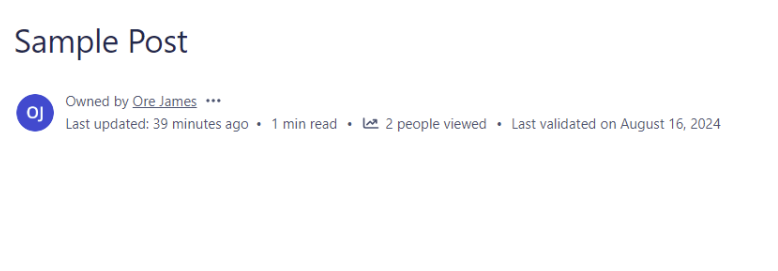 Sample Post
OJ
Owned by Ore James •••
Last updated: 39 minutes ago • 1 min read • 2 people viewed • Last validated on August 16, 2024